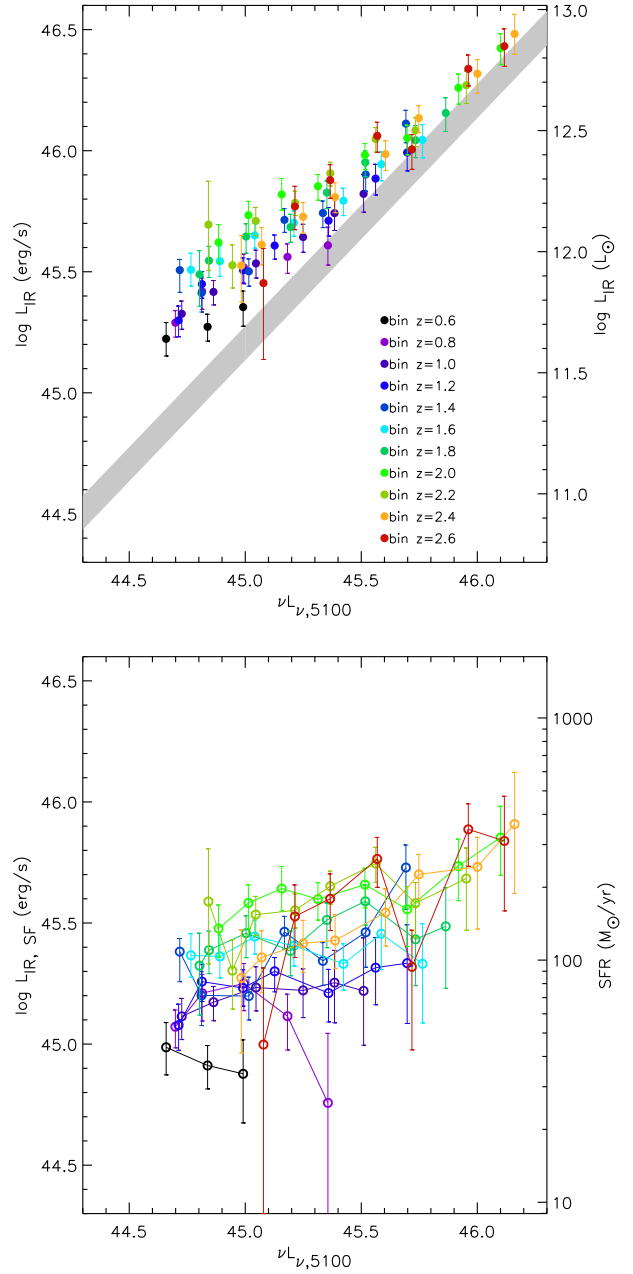 46.5
46.0
45.5
45.0
44.5
log L_IR (erg/s)
13.0
12.5
12.0
11.5
11.0
log L_IR (L⊙)
bin z=0.6
bin z=0.8
bin z=1.0
bin z=1.2
bin z=1.4
bin z=1.6
bin z=1.8
bin z=2.0
bin z=2.2
bin z=2.4
bin z=2.6
44.5 45.0 45.5 46.0
νL_ν,5100
46.5
46.0
45.5
45.0
44.5
log L_IR, SF (erg/s)
1000
100
10
SFR (M⊙/yr)
44.5 45.0 45.5 46.0
νL_ν,5100